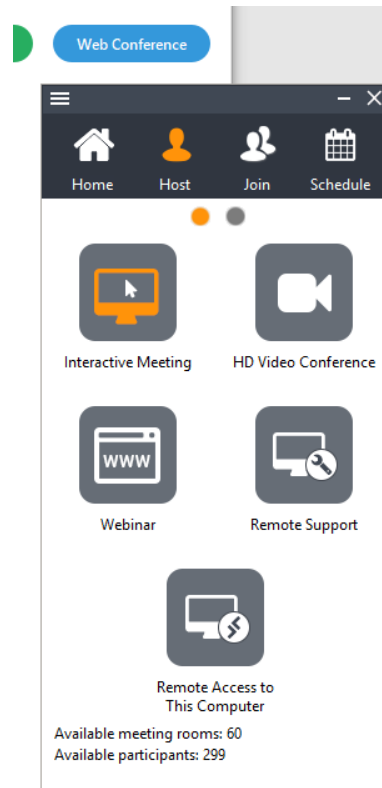 Web Conference
Home Host Join Schedule
Interactive Meeting HD Video Conference
www
Webinar Remote Support
Remote Access to
This Computer
Available meeting rooms: 60
Available participants: 299